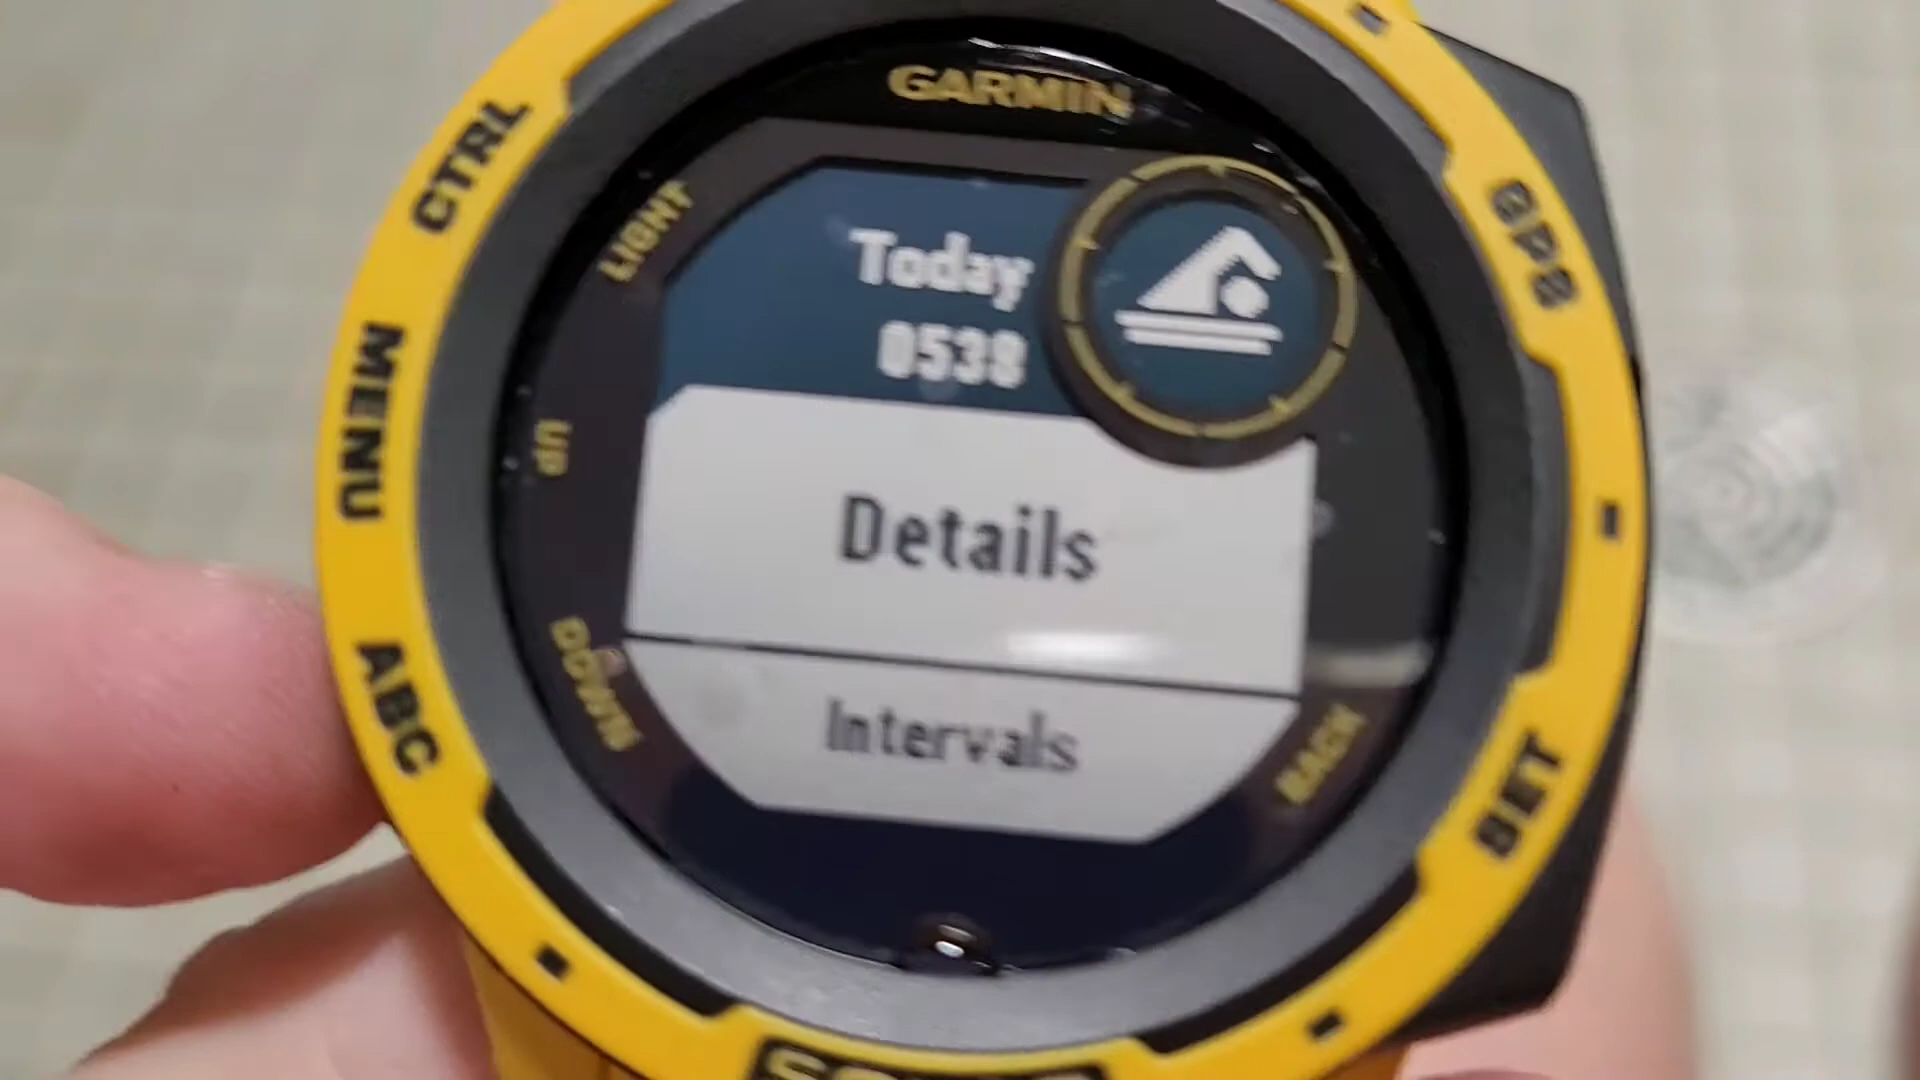 GARMIN
CTRL
LIGHT
GPS
Today
0538
MENU
UP
Details
ABC
DOWN
Intervals
BACK
SET